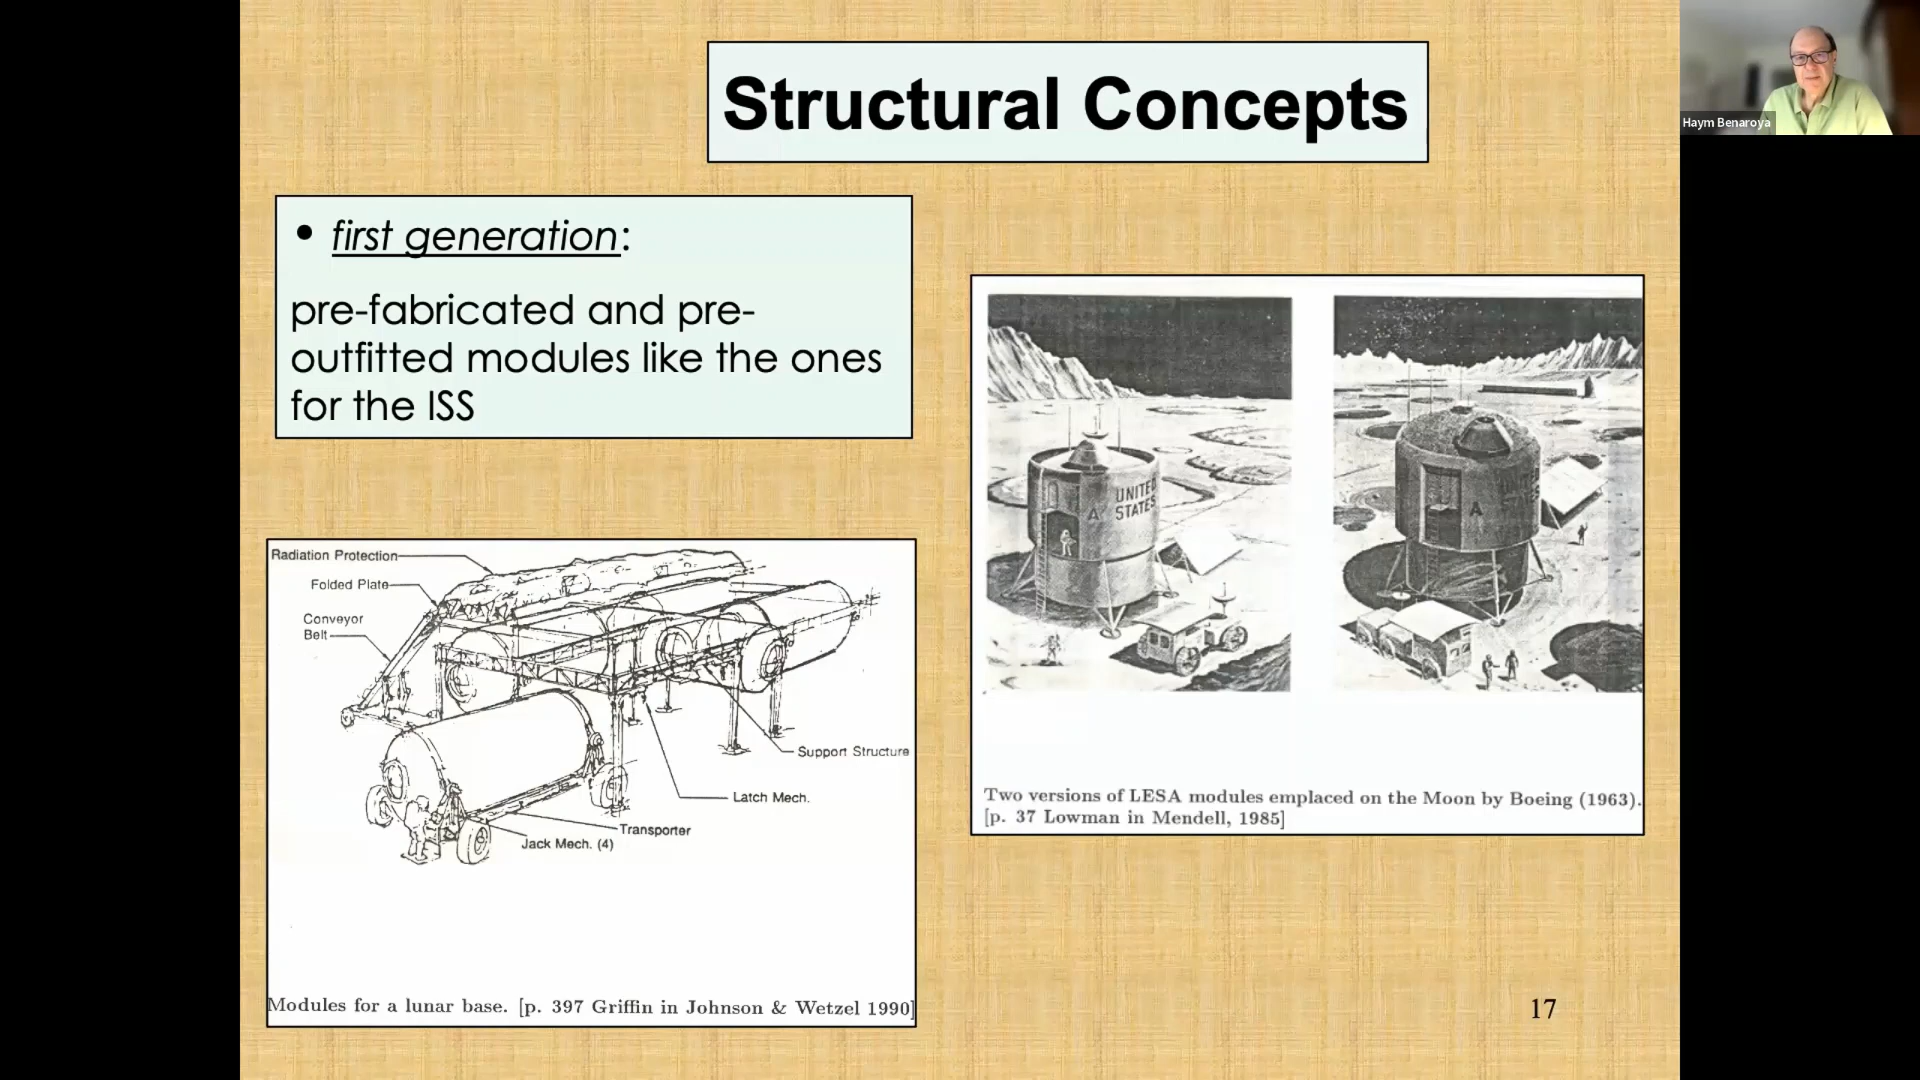 Structural Concepts
Haym Benaroya
• first generation:
pre-fabricated and pre-
outfitted modules like the ones
for the ISS
UNITED
STATES
A
A
Radiation Protection
Folded Plate
Conveyor
Belt
Support Structure
Latch Mech.
Transporter
Jack Mech. (4)
Modules for a lunar base. [p. 397 Griffin in Johnson & Wetzel 1990]
Two versions of LESA modules emplaced on the Moon by Boeing (1963).
[p. 37 Lowman in Mendell, 1985]
17